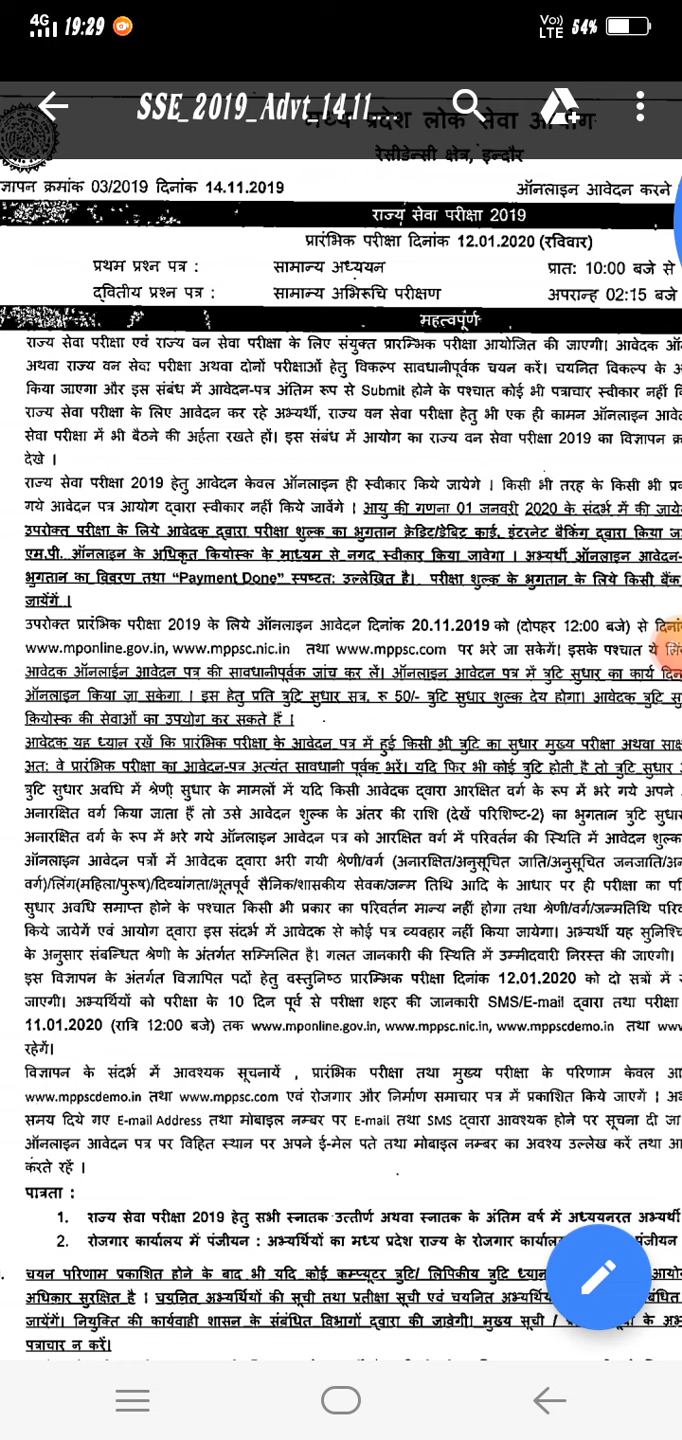 4G 19:29 Vo)) LTE 54%
SSE_2019_Advt_14.11....
मध्य प्रदेश लोक सेवा आयोग
रेसीडेन्सी क्षेत्र, इन्दौर
ज्ञापन क्रमांक 03/2019 दिनांक 14.11.2019 ऑनलाइन आवेदन करने
राज्य सेवा परीक्षा 2019
प्रारंभिक परीक्षा दिनांक 12.01.2020 (रविवार)
प्रथम प्रश्न पत्र : सामान्य अध्ययन प्रात: 10:00 बजे से
द्वितीय प्रश्न पत्र : सामान्य अभिरूचि परीक्षण अपरान्ह 02:15 बजे
महत्वपूर्ण
राज्य सेवा परीक्षा एवं राज्य वन सेवा परीक्षा के लिए संयुक्त प्रारम्भिक परीक्षा आयोजित की जाएगी। आवेदक
अथवा राज्य वन सेवा परीक्षा अथवा दोनों परीक्षाओं हेतु विकल्प सावधानीपूर्वक चयन करें। चयनित विकल्प के
किया जाएगा और इस संबंध में आवेदन-पत्र अंतिम रूप से Submit होने के पश्चात कोई भी पत्राचार स्वीकार नहीं
राज्य सेवा परीक्षा के लिए आवेदन कर रहे अभ्यर्थी, राज्य वन सेवा परीक्षा हेतु भी एक ही कामन ऑनलाइन
सेवा परीक्षा में भी बैठने की अर्हता रखते हों। इस संबंध में आयोग का राज्य वन सेवा परीक्षा 2019 का विज्ञापन
देखे ।
राज्य सेवा परीक्षा 2019 हेतु आवेदन केवल ऑनलाइन ही स्वीकार किये जायेगे । किसी भी तरह के किसी भी
गये आवेदन पत्र आयोग द्वारा स्वीकार नहीं किये जावेंगे । आयु की गणना 01 जनवरी 2020 के संदर्भ में की
उपरोक्त परीक्षा के लिये आवेदक द्वारा परीक्षा शुल्क का भुगतान क्रेडिट/डेबिट कार्ड, इंटरनेट बैंकिंग द्वारा किया
एम.पी. ऑनलाइन के अधिकृत कियोस्क के माध्यम से नगद स्वीकार किया जावेगा । अभ्यर्थी ऑनलाइन आवेदन-
भुगतान का विवरण तथा “Payment Done” स्पष्टत: उल्लेखित है। परीक्षा शुल्क के भुगतान के लिये किसी बैंक
जायेंगें ।
उपरोक्त प्रारंभिक परीक्षा 2019 के लिये ऑनलाइन आवेदन दिनांक 20.11.2019 को (दोपहर 12:00 बजे) से
www.mponline.gov.in, www.mppsc.nic.in तथा www.mppsc.com पर भरे जा सकेगें। इसके पश्चात ये
आवेदक ऑनलाईन आवेदन पत्र की सावधानीपूर्वक जांच कर लें। ऑनलाइन आवेदन पत्र में त्रुटि सुधार का कार्य
ऑनलाइन किया जा सकेगा । इस हेतु प्रति त्रुटि सुधार सत्र, रू 50/- त्रुटि सुधार शुल्क देय होगा। आवेदक त्रुटि
कियोस्क की सेवाओं का उपयोग कर सकते हैं ।
आवेदक यह ध्यान रखें कि प्रारंभिक परीक्षा के आवेदन पत्र में हुई किसी भी त्रुटि का सुधार मुख्य परीक्षा अथवा
अत: वे प्रारंभिक परीक्षा का आवेदन-पत्र अत्यंत सावधानी पूर्वक भरें। यदि फिर भी कोई त्रुटि होती है तो त्रुटि सुधार
त्रुटि सुधार अवधि में श्रेणी सुधार के मामलों में यदि किसी आवेदक द्वारा आरक्षित वर्ग के रूप में भरे गये अपने
अनारक्षित वर्ग किया जाता हैं तो उसे आवेदन शुल्क के अंतर की राशि (देखें परिशिष्ट-2) का भुगतान त्रुटि
अनारक्षित वर्ग के रूप में भरे गये ऑनलाइन आवेदन पत्र को आरक्षित वर्ग में परिवर्तन की स्थिति में आवेदन शुल्क
ऑनलाइन आवेदन पत्रों में आवेदक द्वारा भरी गयी श्रेणी/वर्ग (अनारक्षित/अनुसूचित जाति/अनुसूचित जनजाति/
वर्ग)/लिंग(महिला/पुरूष)/दिव्यांगता/भूतपूर्व सैनिक/शासकीय सेवक/जन्म तिथि आदि के आधार पर ही परीक्षा का
सुधार अवधि समाप्त होने के पश्चात किसी भी प्रकार का परिवर्तन मान्य नहीं होगा तथा श्रेणी/वर्ग/जन्मतिथि
किये जायेगें एवं आयोग द्वारा इस संदर्भ में आवेदक से कोई पत्र व्यवहार नहीं किया जायेगा। अभ्यर्थी यह
के अनुसार संबन्धित श्रेणी के अंतर्गत सम्मिलित है। गलत जानकारी की स्थिति में उम्मीदवारी निरस्त की जाएगी।
इस विज्ञापन के अंतर्गत विज्ञापित पदों हेतु वस्तुनिष्ठ प्रारम्भिक परीक्षा दिनांक 12.01.2020 को दो सत्रों में
जाएगी। अभ्यर्थियों को परीक्षा के 10 दिन पूर्व से परीक्षा शहर की जानकारी SMS/E-mail द्वारा तथा परीक्षा
11.01.2020 (रात्रि 12:00 बजे) तक www.mponline.gov.in, www.mppsc.nic.in, www.mppscdemo.in तथा
रहेगें।
विज्ञापन के संदर्भ में आवश्यक सूचनायें , प्रारंभिक परीक्षा तथा मुख्य परीक्षा के परिणाम केवल
www.mppscdemo.in तथा www.mppsc.com एवं रोजगार और निर्माण समाचार पत्र में प्रकाशित किये जाएगें ।
समय दिये गए E-mail Address तथा मोबाइल नम्बर पर E-mail तथा SMS द्वारा आवश्यक होने पर सूचना दी
ऑनलाइन आवेदन पत्र पर विहित स्थान पर अपने ई-मेल पते तथा मोबाइल नम्बर का अवश्य उल्लेख करें तथा
करते रहें ।
पात्रता :
1. राज्य सेवा परीक्षा 2019 हेतु सभी स्नातक उत्तीर्ण अथवा स्नातक के अंतिम वर्ष में अध्ययनरत अभ्यर्थी
2. रोजगार कार्यालय में पंजीयन : अभ्यर्थियों का मध्य प्रदेश राज्य के रोजगार
चयन परिणाम प्रकाशित होने के बाद भी यदि कोई कम्प्यूटर त्रुटि/ लिपिकीय त्रुटि
अधिकार सुरक्षित है । चयनित अभ्यर्थियों की सूची तथा प्रतीक्षा सूची एवं चयनित
जायेंगें। नियुक्ति की कार्यवाही शासन के संबंधित विभागों द्वारा की जावेगी। मुख्य सूची / के
पत्राचार न करें।